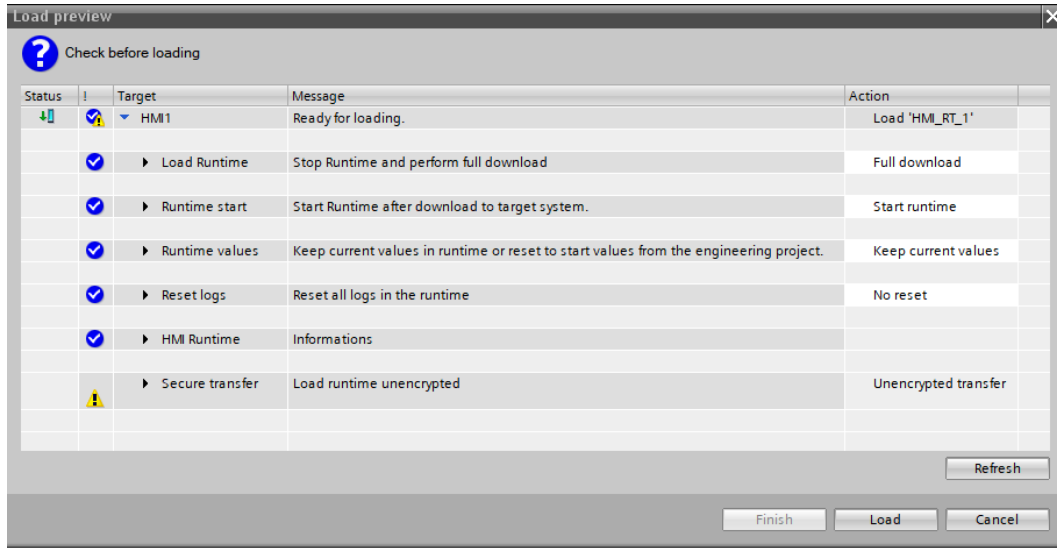 Load preview
Check before loading
Status ! Target Message Action
HMI1 Ready for loading. Load 'HMI_RT_1'
Load Runtime Stop Runtime and perform full download Full download
Runtime start Start Runtime after download to target system. Start runtime
Runtime values Keep current values in runtime or reset to start values from the engineering project. Keep current values
Reset logs Reset all logs in the runtime No reset
HMI Runtime Informations
Secure transfer Load runtime unencrypted Unencrypted transfer
Refresh
Finish Load Cancel